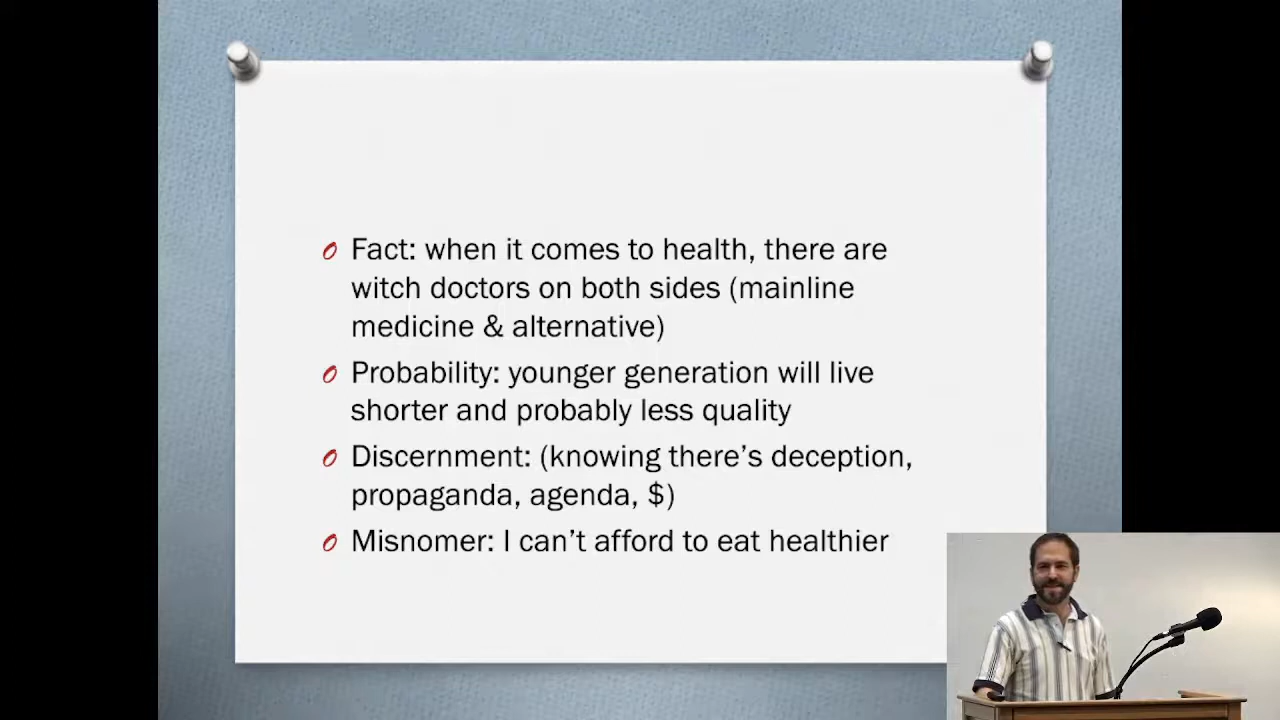 Fact: when it comes to health, there are
witch doctors on both sides (mainline
medicine & alternative)
Probability: younger generation will live
shorter and probably less quality
Discernment: (knowing there’s deception,
propaganda, agenda, $)
Misnomer: I can’t afford to eat healthier